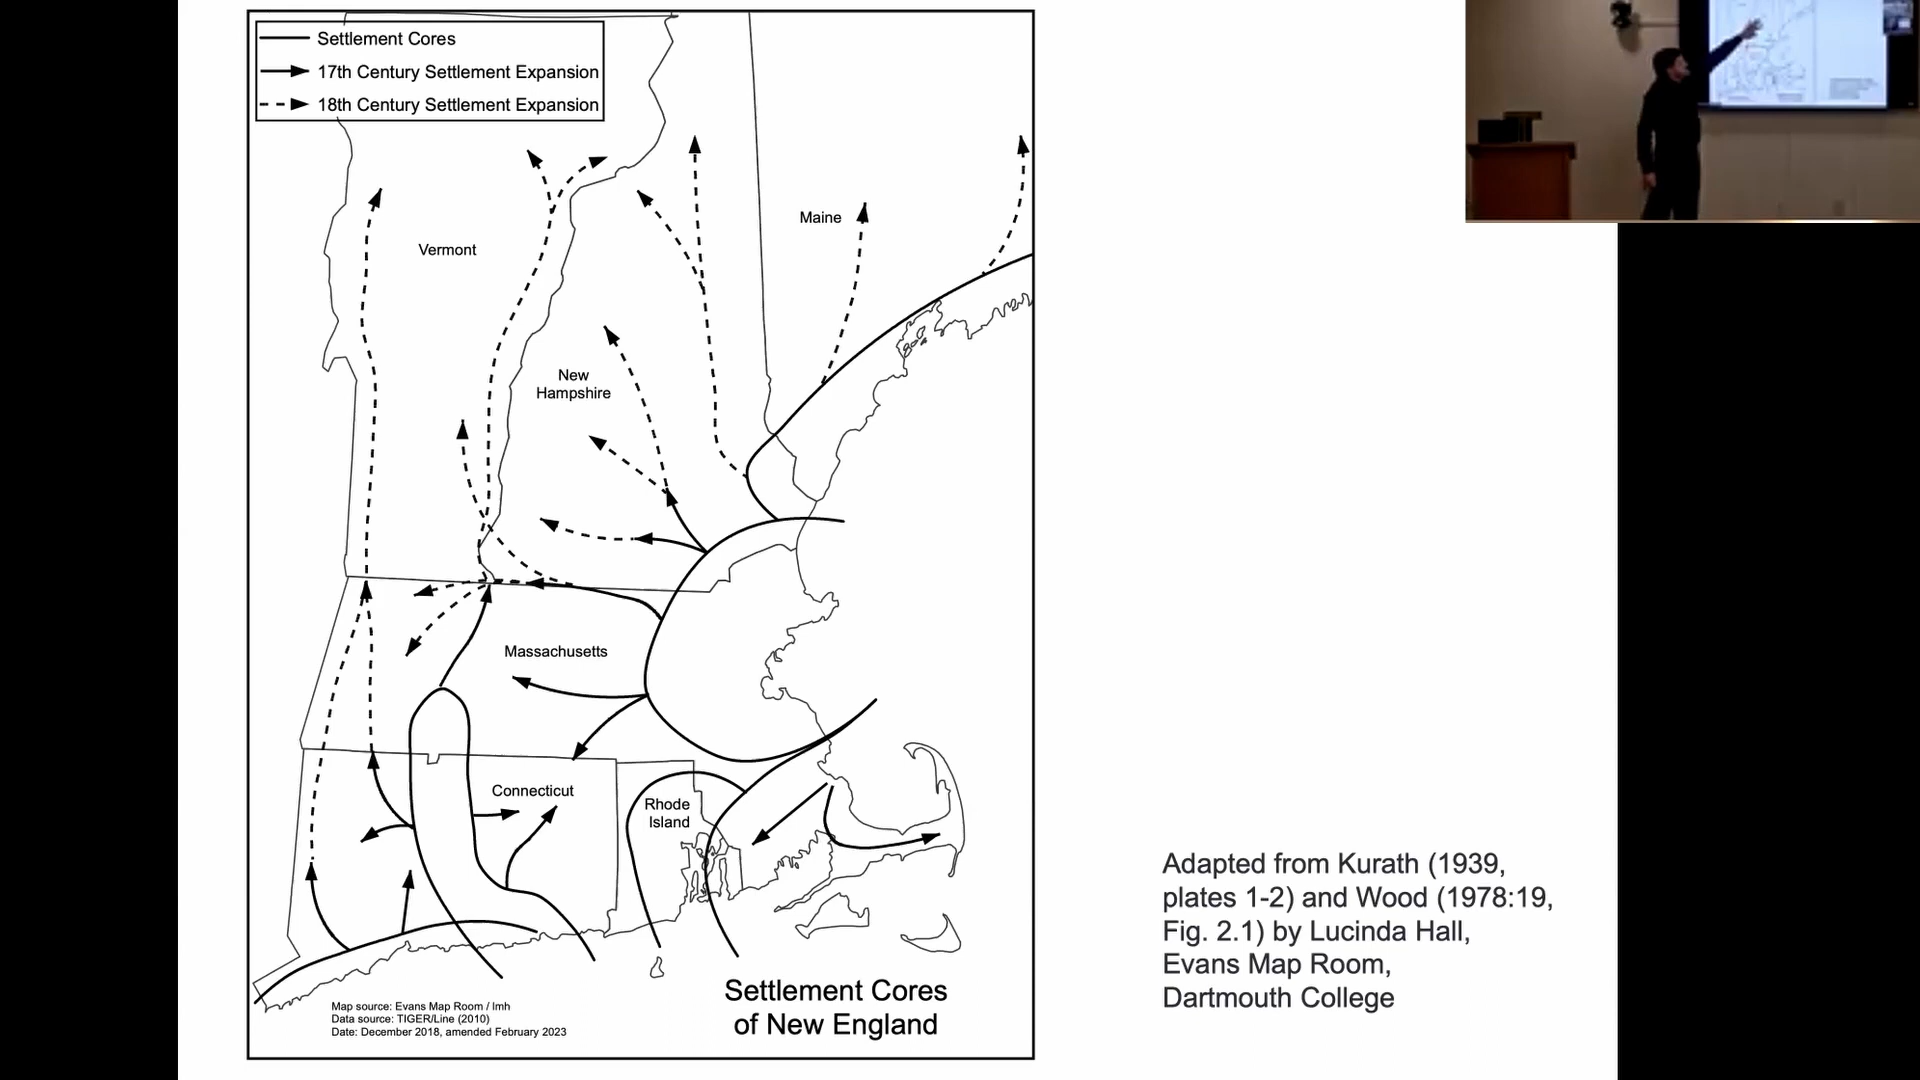 Settlement Cores
17th Century Settlement Expansion
18th Century Settlement Expansion
Maine
Vermont
New
Hampshire
Massachusetts
Connecticut
Rhode
Island
Settlement Cores
of New England
Map source: Evans Map Room / lmh
Data source: TIGER/Line (2010)
Date: December 2018, amended February 2023
Adapted from Kurath (1939,
plates 1-2) and Wood (1978:19,
Fig. 2.1) by Lucinda Hall,
Evans Map Room,
Dartmouth College